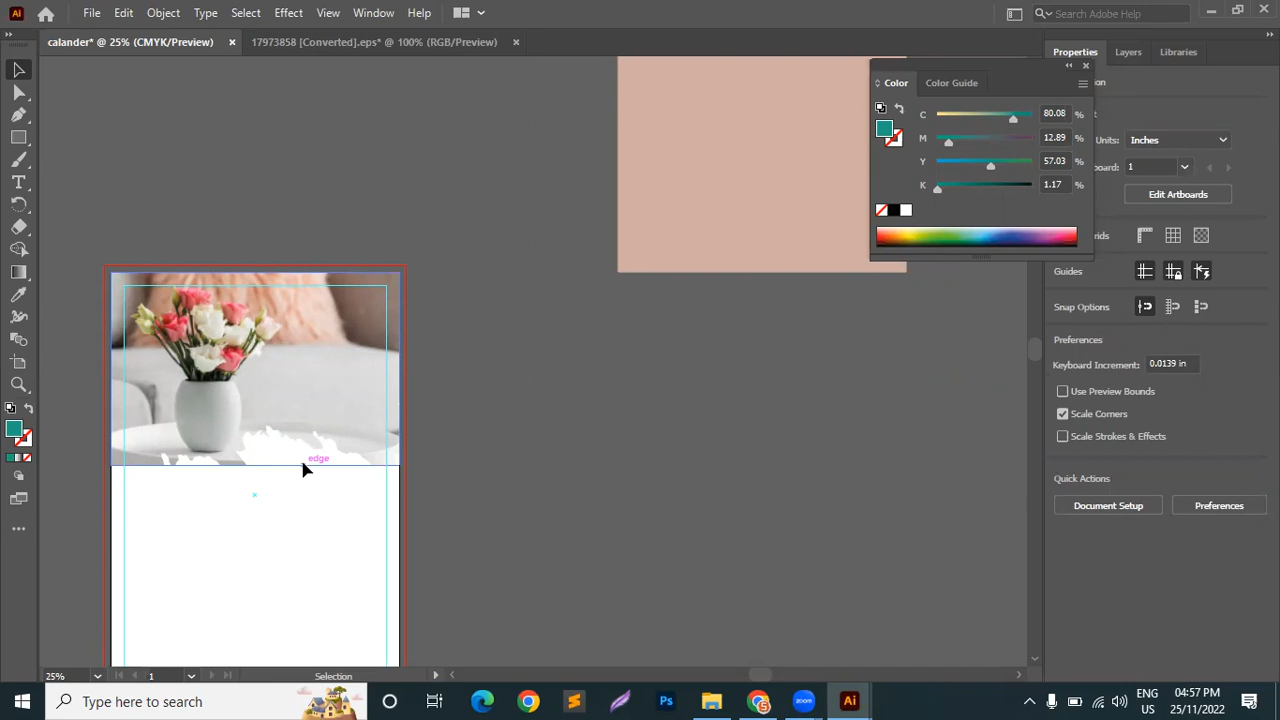 Ai File Edit Object Type Select Effect View Window Help Search Adobe Help
calander* @ 25% (CMYK/Preview) × 17973858 [Converted].eps* @ 100% (RGB/Preview) ×
Properties Layers Libraries
Color Color Guide
C 80.08 %
M 12.89 %
Y 57.03 %
K 1.17 %
Units: Inches
1
Edit Artboards
Guides
Snap Options
Preferences
Keyboard Increment: 0.0139 in
Use Preview Bounds
Scale Corners
Scale Strokes & Effects
Quick Actions
Document Setup Preferences
edge
25% 1 Selection
Type here to search
Ps Ai
ENG 04:57 PM
US 25/11/2022